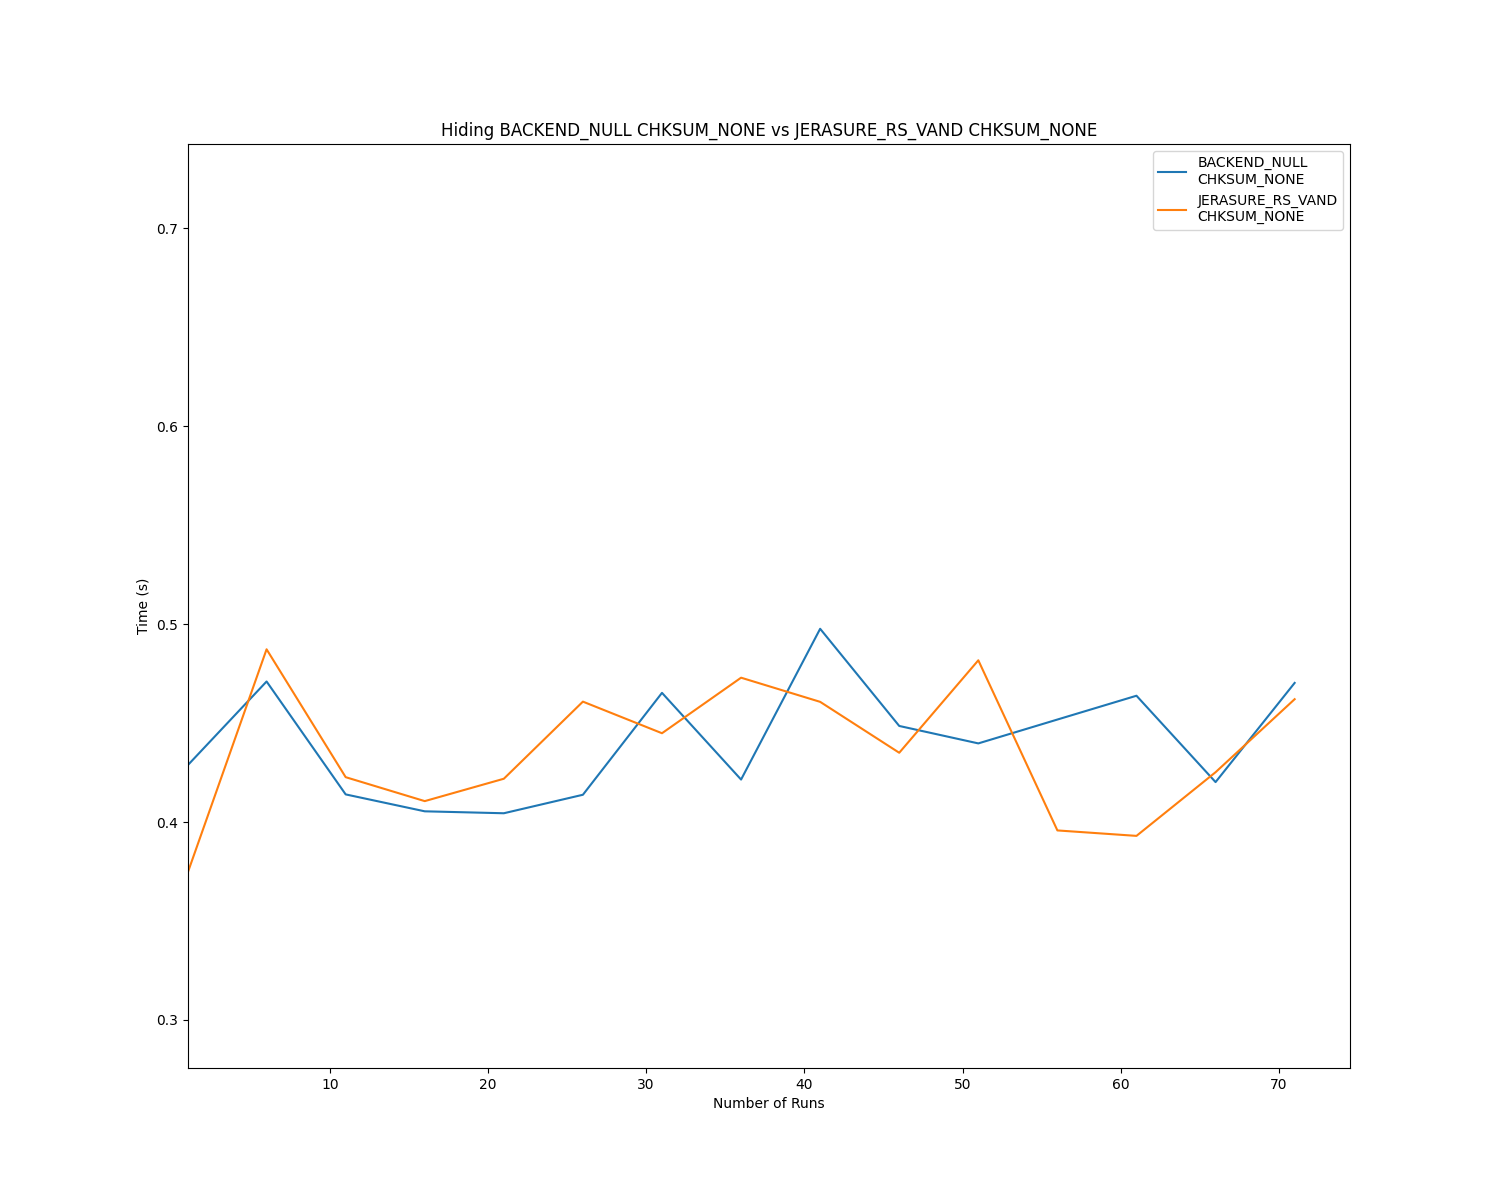 Hiding BACKEND_NULL CHKSUM_NONE vs JERASURE_RS_VAND CHKSUM_NONE
BACKEND_NULL
CHKSUM_NONE
JERASURE_RS_VAND
CHKSUM_NONE
0.7
0.6
0.5
0.4
0.3
Time (s)
10 20 30 40 50 60 70
Number of Runs